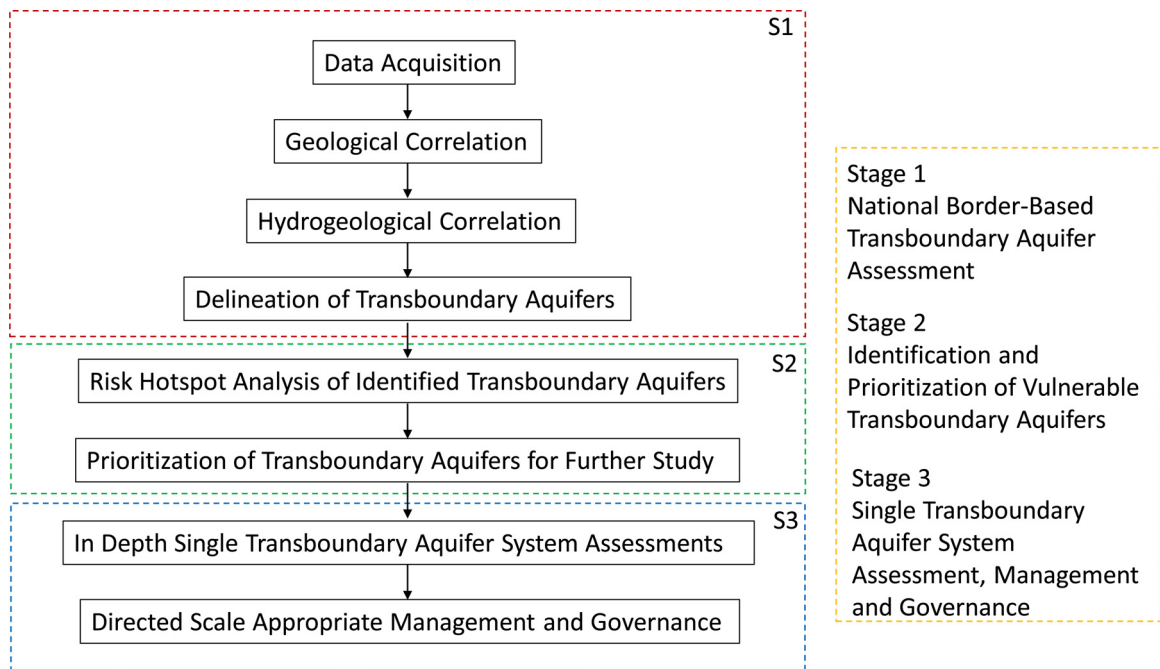 S1
Data Acquisition
Geological Correlation
Hydrogeological Correlation
Delineation of Transboundary Aquifers
S2
Risk Hotspot Analysis of Identified Transboundary Aquifers
Prioritization of Transboundary Aquifers for Further Study
S3
In Depth Single Transboundary Aquifer System Assessments
Directed Scale Appropriate Management and Governance
Stage 1
National Border-Based
Transboundary Aquifer
Assessment
Stage 2
Identification and
Prioritization of Vulnerable
Transboundary Aquifers
Stage 3
Single Transboundary
Aquifer System
Assessment, Management
and Governance